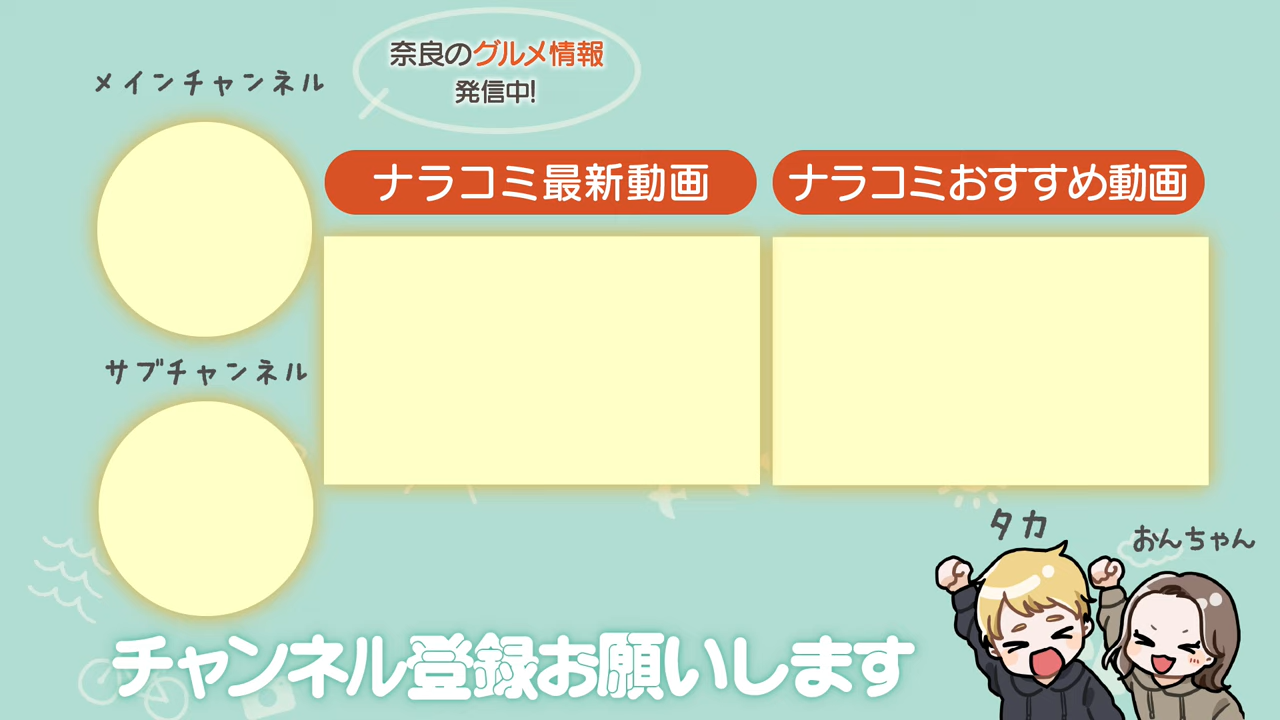 奈良のグルメ情報
発信中!
メインチャンネル
ナラコミ最新動画
ナラコミおすすめ動画
サブチャンネル
タカ
おんちゃん
チャンネル登録お願いします